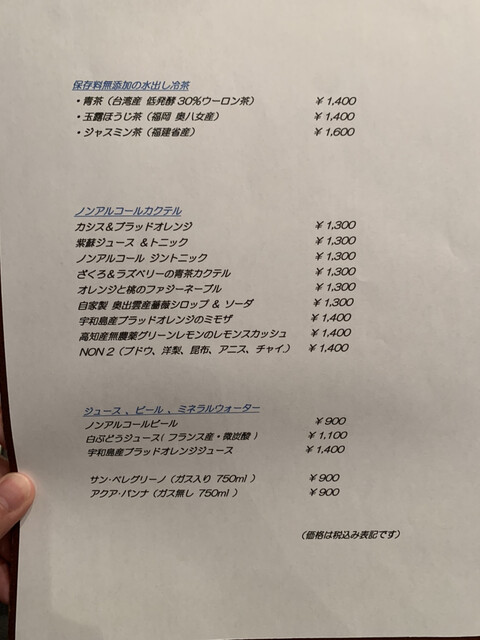 保存料無添加の水出し冷茶
・青茶（台湾産 低発酵30%ウーロン茶） ￥1,400
・玉露ほうじ茶（福岡 奥八女産） ￥1,400
・ジャスミン茶（福建省産） ￥1,600
ノンアルコールカクテル
カシス＆ブラッドオレンジ ￥1,300
紫蘇ジュース ＆トニック ￥1,300
ノンアルコール ジントニック ￥1,300
ざくろ＆ラズベリーの青茶カクテル ￥1,300
オレンジと桃のファジーネーブル ￥1,300
自家製 奥出雲産薔薇シロップ ＆ ソーダ ￥1,300
宇和島産ブラッドオレンジのミモザ ￥1,400
高知産無農薬グリーンレモンのレモンスカッシュ ￥1,400
NON２（ブドウ、洋梨、昆布、アニス、チャイ.） ￥1,400
ジュース 、ビール 、ミネラルウォーター
ノンアルコールビール ￥900
白ぶどうジュース( フランス産・微炭酸 ) ￥1,100
宇和島産ブラッドオレンジジュース ￥1,400
サン・ペレグリーノ（ガス入り 750ml ） ￥900
アクア・パンナ（ガス無し 750ml ） ￥900
（価格は税込み表記です）